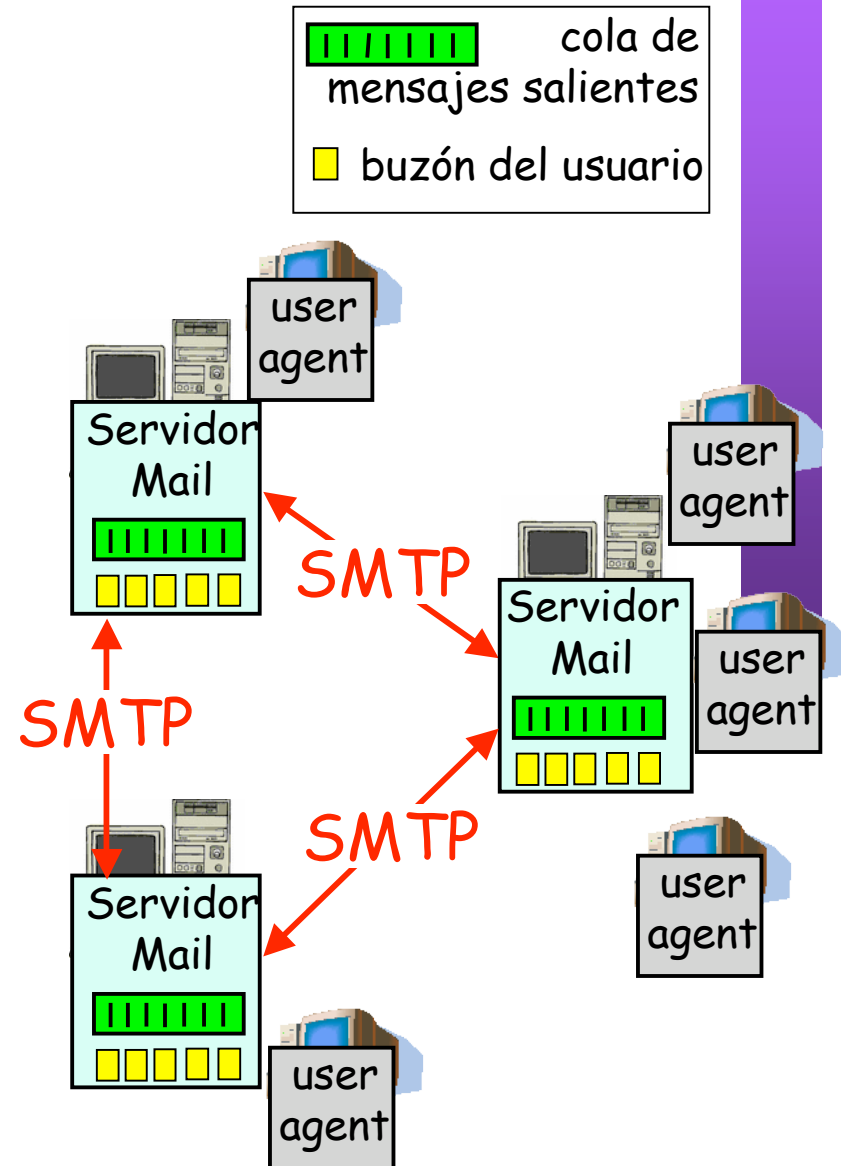 cola de
mensajes salientes
buzón del usuario
user
agent
Servidor
Mail
user
agent
SMTP
Servidor
Mail
user
agent
SMTP
SMTP
user
agent
Servidor
Mail
user
agent